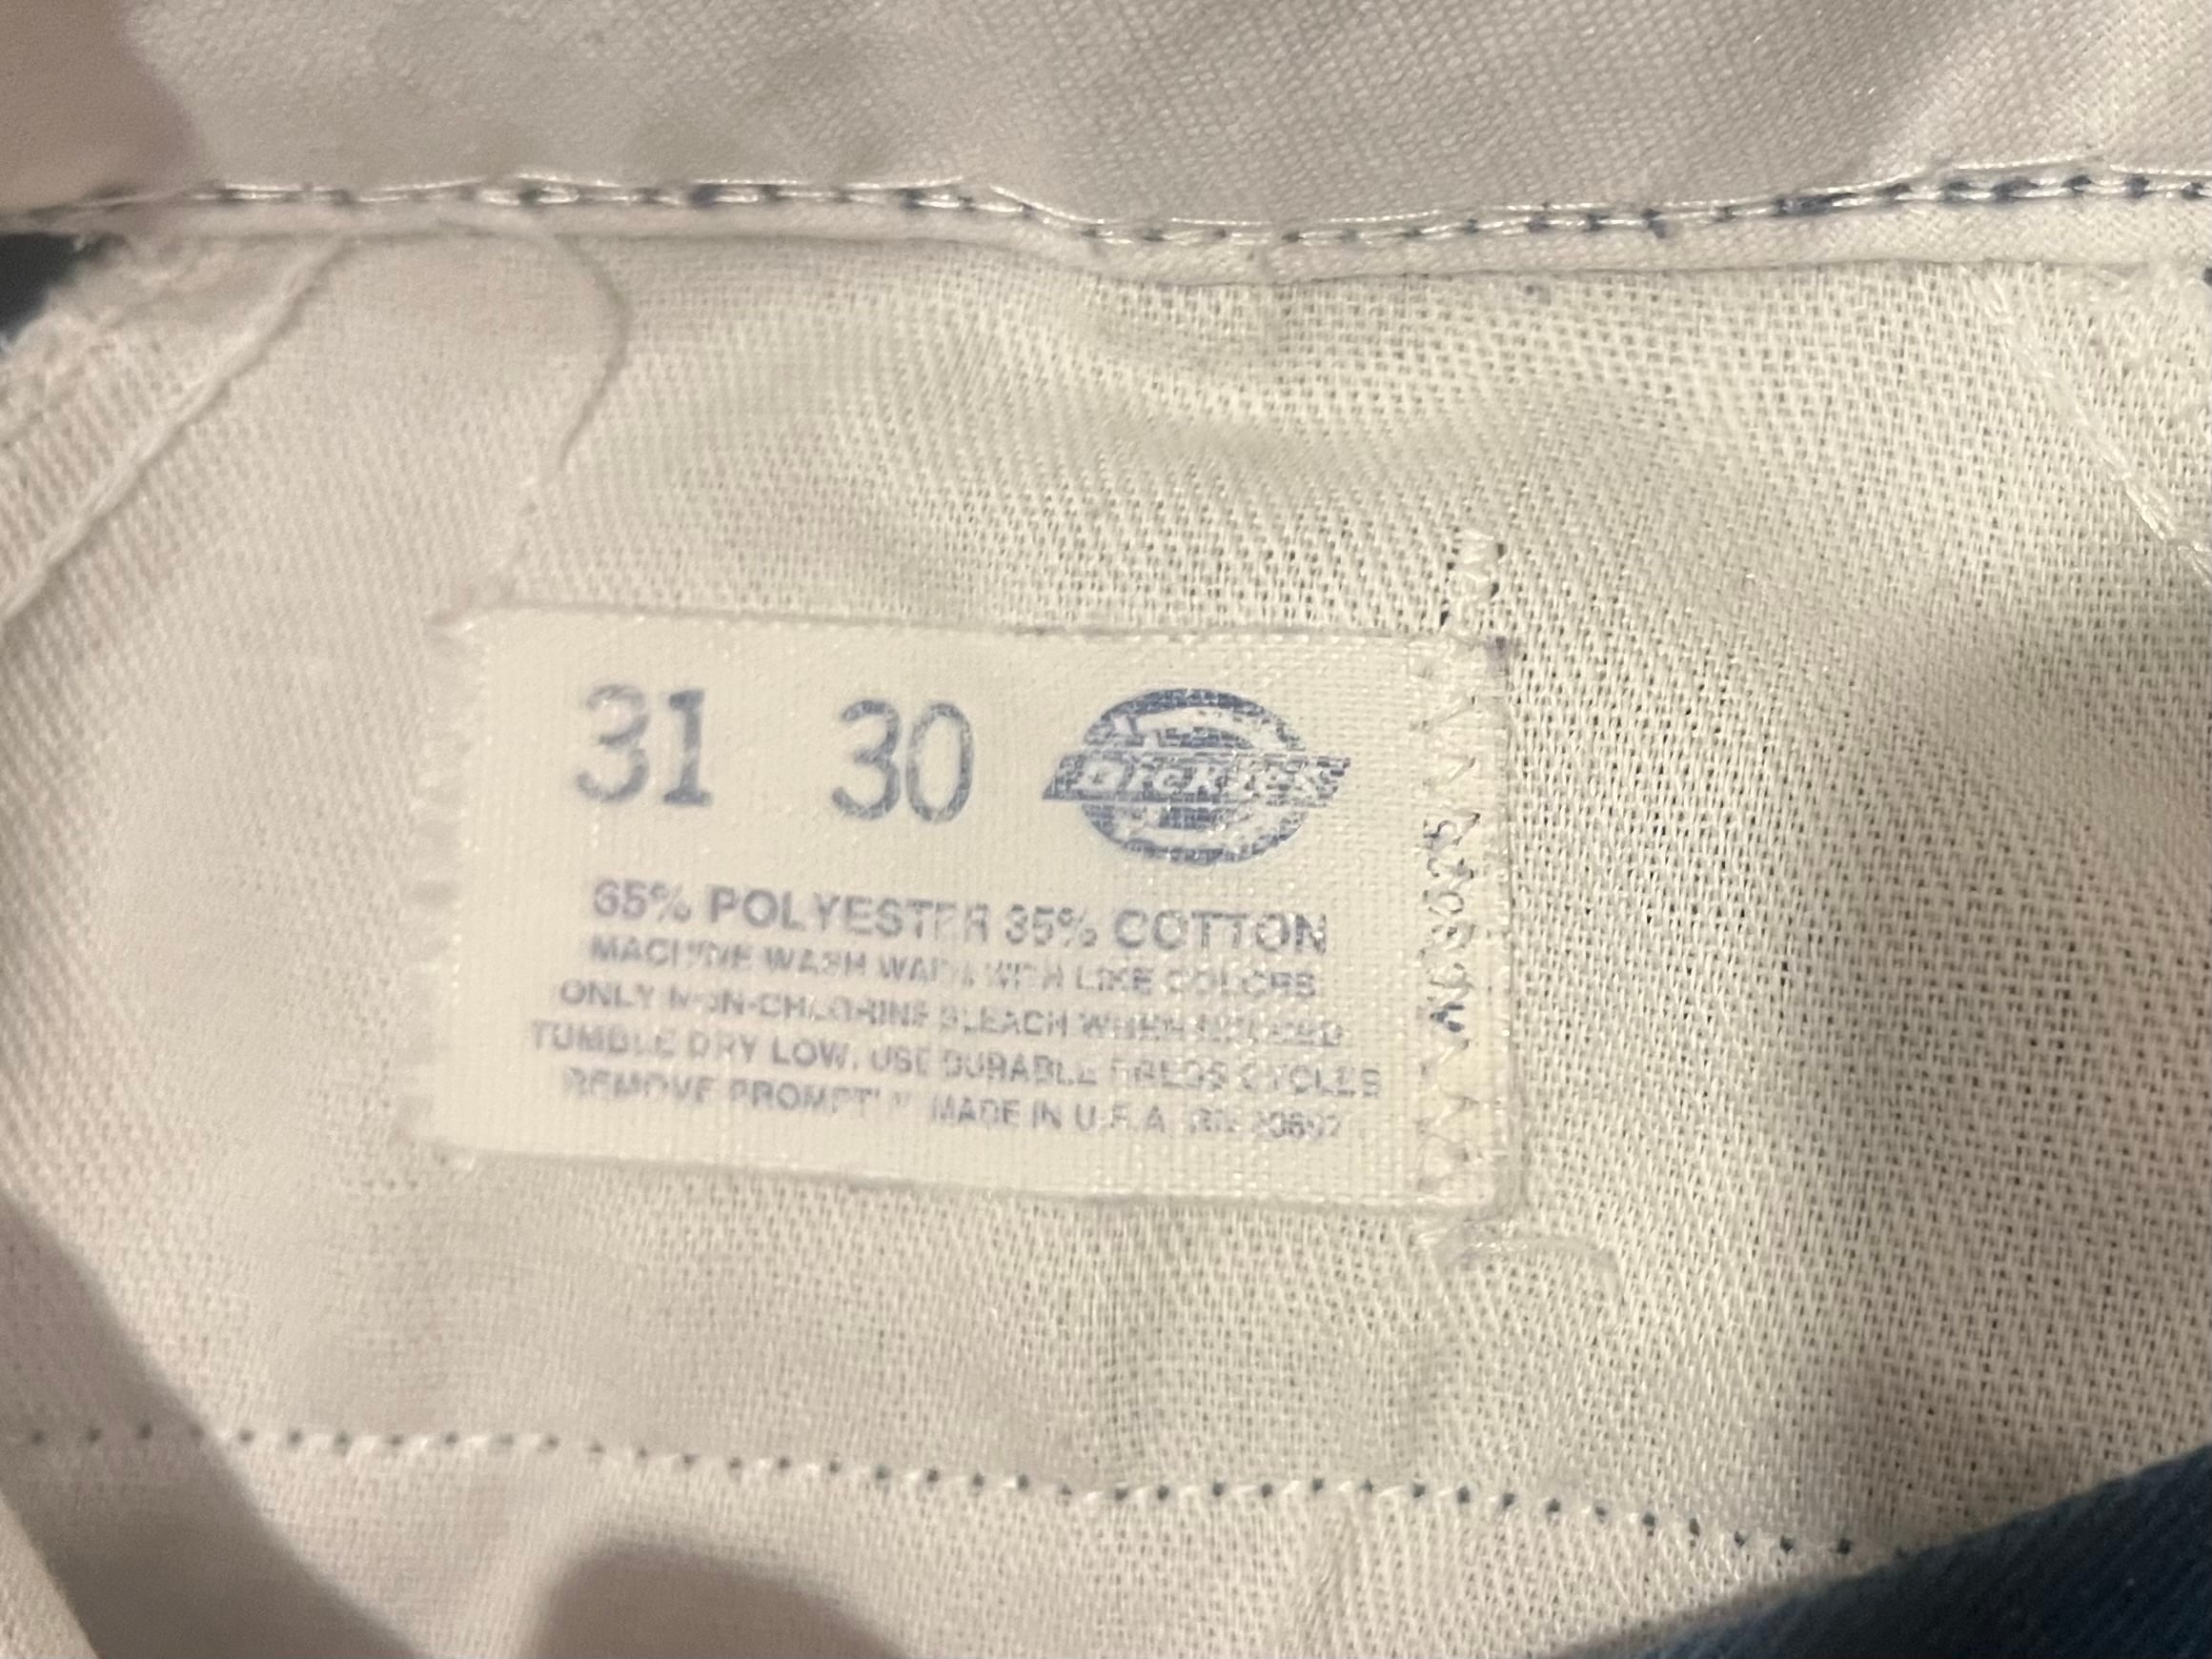 31 30 Dickies
65% POLYESTER 35% COTTON
MACHINE WASH WARM WITH LIKE COLORS
ONLY NON-CHLORINE BLEACH WHEN NEEDED
TUMBLE DRY LOW. USE DURABLE PRESS CYCLES
REMOVE PROMPTLY MADE IN U.S.A. RN